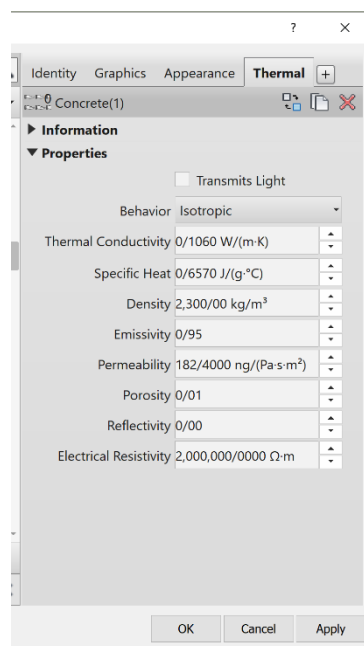 ?
Identity Graphics Appearance Thermal +
Concrete(1)
Information
Properties
Transmits Light
Behavior Isotropic
Thermal Conductivity 0/1060 W/(m·K)
Specific Heat 0/6570 J/(g·°C)
Density 2,300/00 kg/m³
Emissivity 0/95
Permeability 182/4000 ng/(Pa·s·m²)
Porosity 0/01
Reflectivity 0/00
Electrical Resistivity 2,000,000/0000 Ω·m
OK Cancel Apply